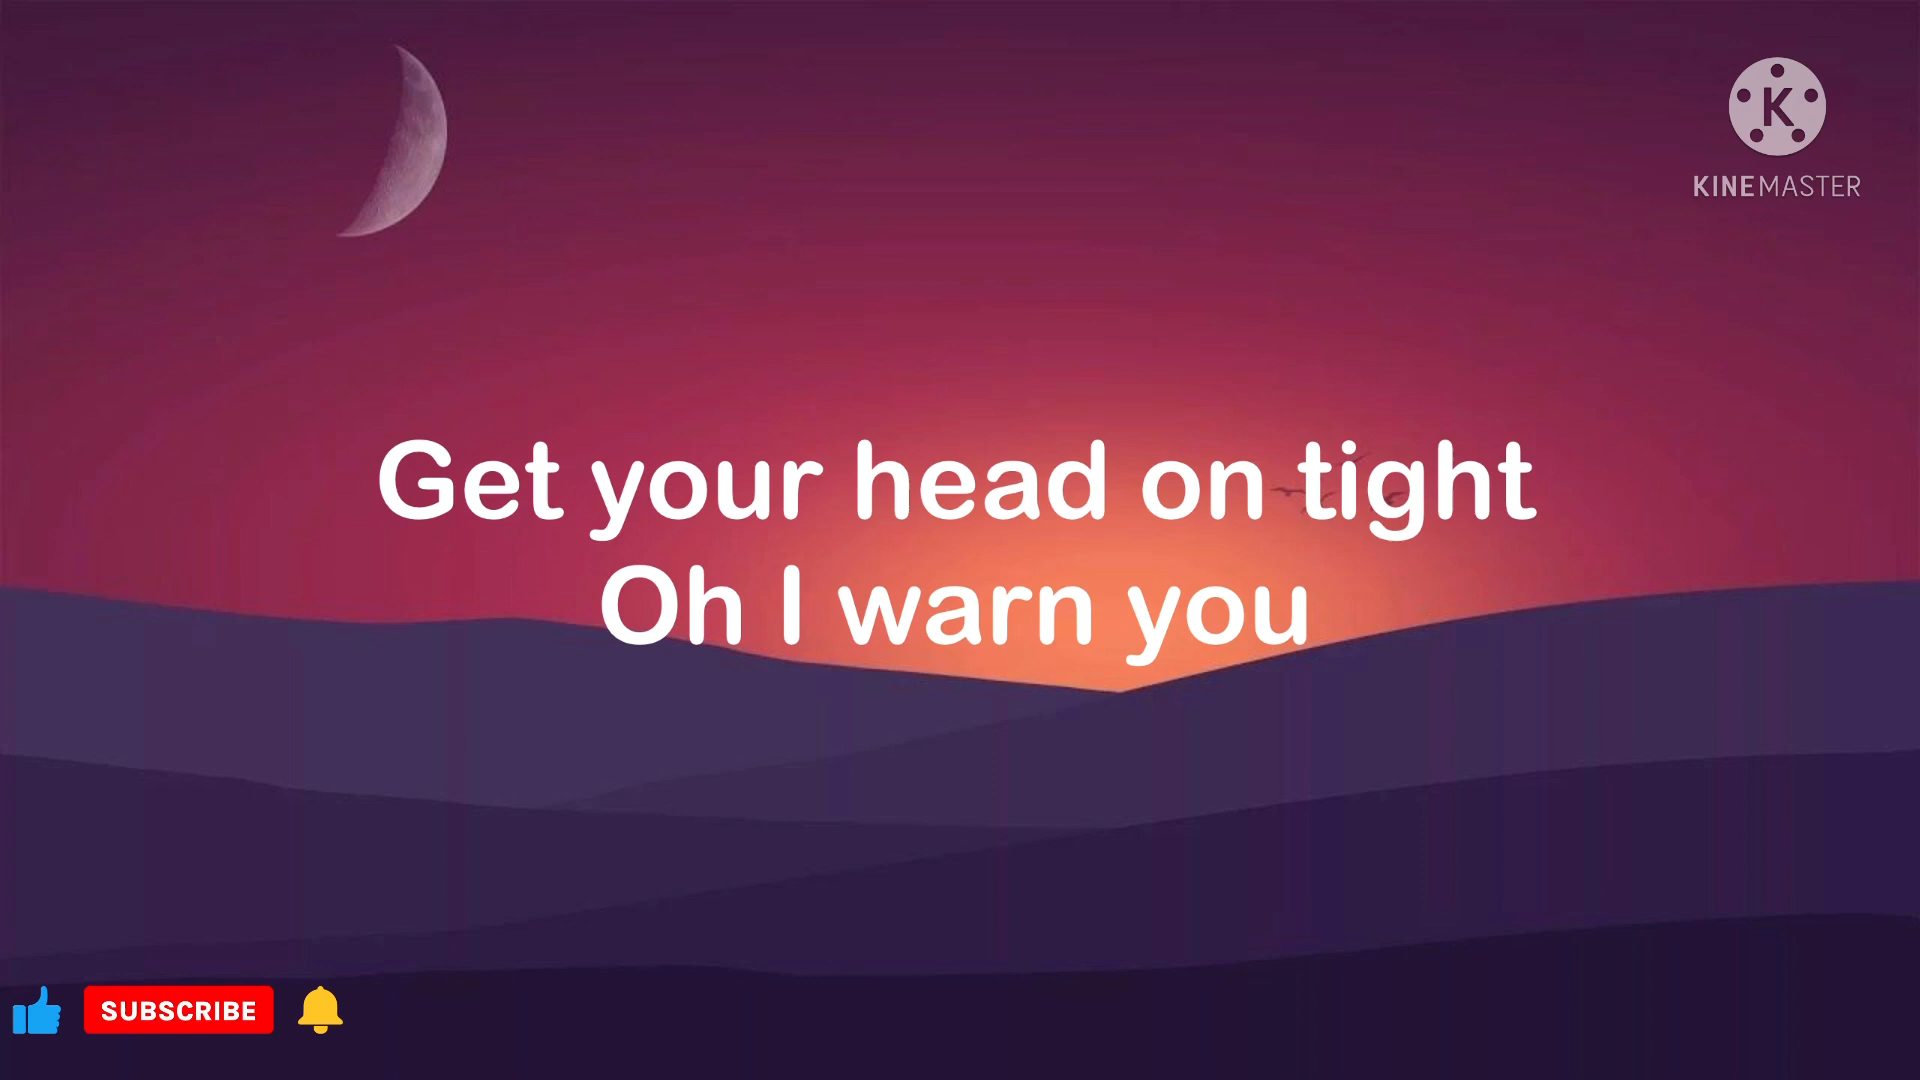 K
KINEMASTER
Get your head on tight
Oh I warn you
SUBSCRIBE